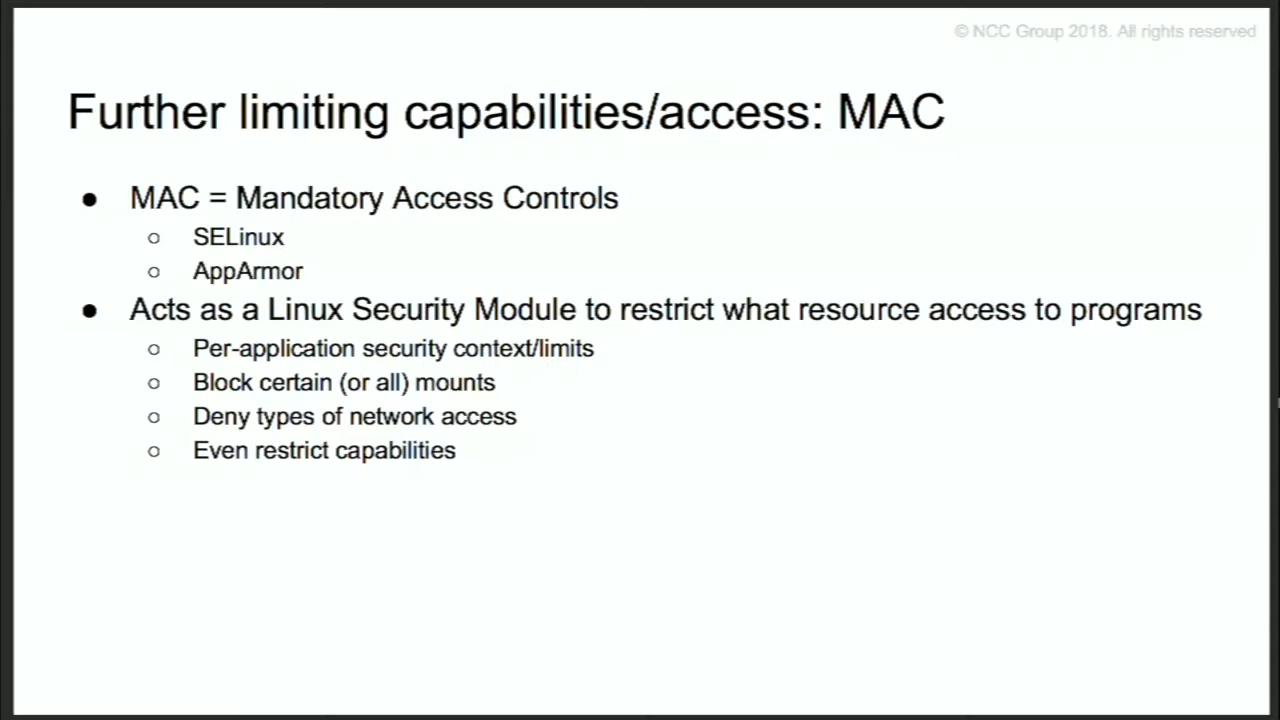 © NCC Group 2018. All rights reserved
Further limiting capabilities/access: MAC
● MAC = Mandatory Access Controls
○ SELinux
○ AppArmor
● Acts as a Linux Security Module to restrict what resource access to programs
○ Per-application security context/limits
○ Block certain (or all) mounts
○ Deny types of network access
○ Even restrict capabilities